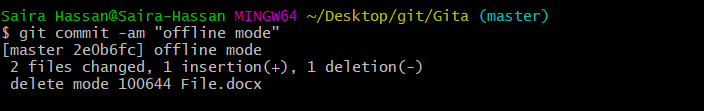 Saira Hassan@Saira-Hassan MINGW64 ~/Desktop/git/Gita (master)
$ git commit -am "offline mode"
[master 2e0b6fc] offline mode
 2 files changed, 1 insertion(+), 1 deletion(-)
 delete mode 100644 File.docx